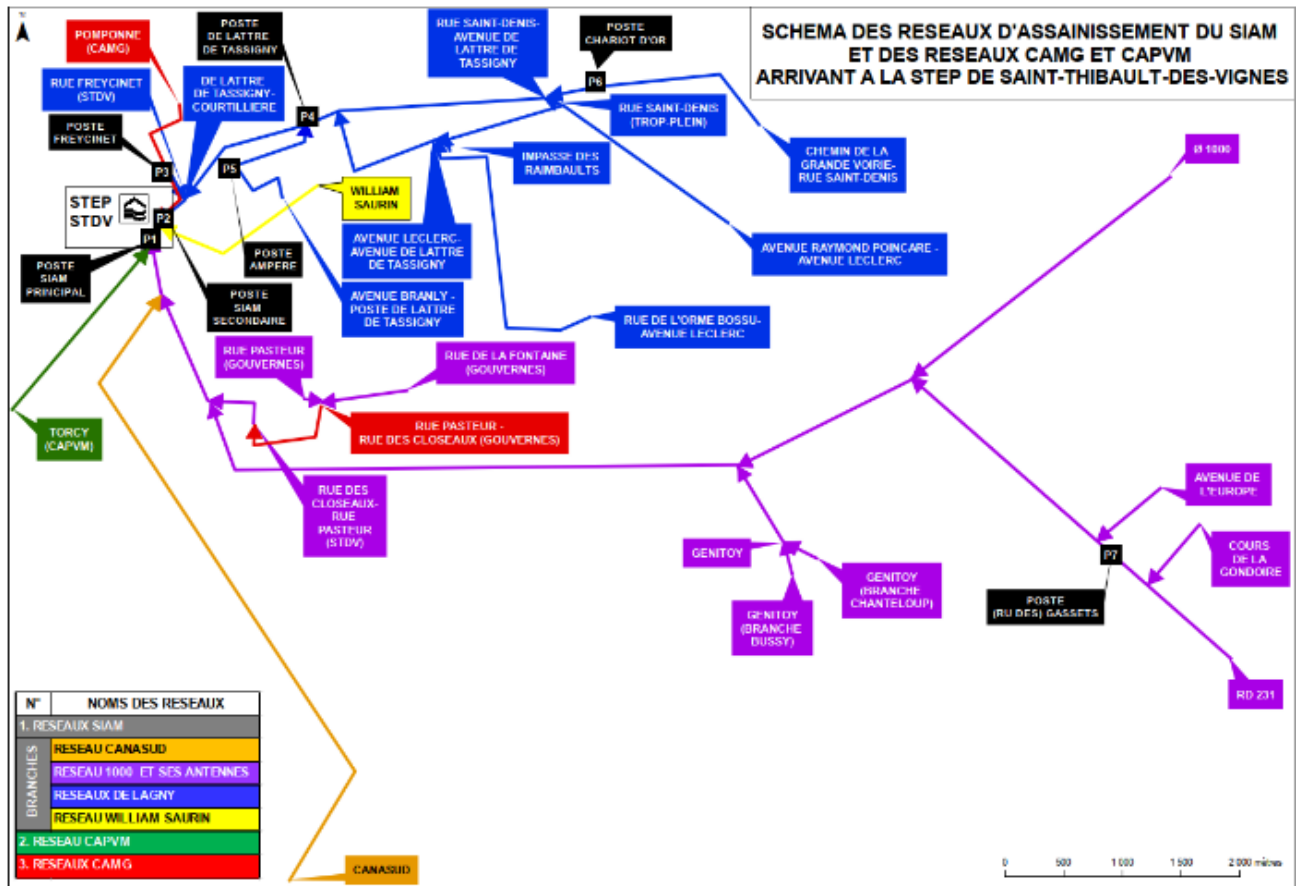 SCHEMA DES RESEAUX D'ASSAINISSEMENT DU SIAM
ET DES RESEAUX CAMG ET CAPVM
ARRIVANT A LA STEP DE SAINT-THIBAULT-DES-VIGNES
POMPONNE
(CAMG)
POSTE
DE LATTRE
DE TASSIGNY
RUE SAINT-DENIS-
AVENUE DE
LATTRE DE
TASSIGNY
POSTE
CHARIOT D'OR
RUE FREYCINET
(STDV)
DE LATTRE
DE TASSIGNY-
COURTILLIERE
P6
POSTE
FREYCINET
P4
RUE SAINT-DENIS
(TROP-PLEIN)
IMPASSE DES
RAIMBAULTS
CHEMIN DE LA
GRANDE VOIRIE-
RUE SAINT-DENIS
Ø 1000
P3
P5
STEP
STDV
P2
P1
WILLIAM
SAURIN
AVENUE LECLERC-
AVENUE DE LATTRE
DE TASSIGNY
AVENUE RAYMOND POINCARE -
AVENUE LECLERC
POSTE
SIAM
PRINCIPAL
POSTE
AMPERE
POSTE
SIAM
SECONDAIRE
AVENUE BRANLY -
POSTE DE LATTRE
DE TASSIGNY
RUE DE L'ORME BOSSU-
AVENUE LECLERC
RUE PASTEUR
(GOUVERNES)
RUE DE LA FONTAINE
(GOUVERNES)
TORCY
(CAPVM)
RUE PASTEUR -
RUE DES CLOSEAUX (GOUVERNES)
RUE DES
CLOSEAUX-
RUE
PASTEUR
(STDV)
AVENUE DE
L'EUROPE
GENITOY
GENITOY
(BRANCHE
CHANTELOUP)
GENITOY
(BRANCHE
BUSSY)
P7
COURS
DE LA
GONDOIRE
POSTE
(RU DES) GASSETS
RD 231
N° NOMS DES RESEAUX
1. RESEAUX SIAM
BRANCHES
RESEAU CANASUD
RESEAU 1000 ET SES ANTENNES
RESEAUX DE LAGNY
RESEAU WILLIAM SAURIN
2. RESEAU CAPVM
3. RESEAUX CAMG
CANASUD
0 500 1 000 1 500 2 000 mètres